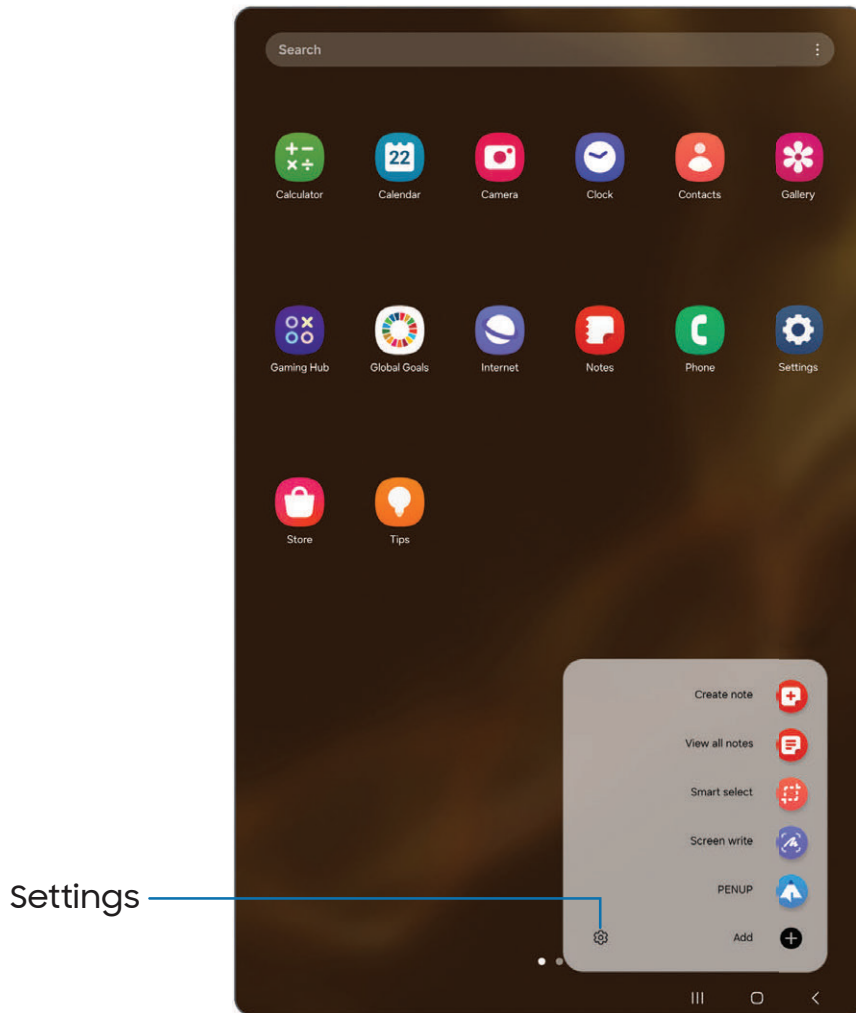 Search
Calculator Calendar Camera Clock Contacts Gallery
22
Gaming Hub Global Goals Internet Notes Phone Settings
Store Tips
Create note
View all notes
Smart select
Screen write
PENUP
Settings
Add